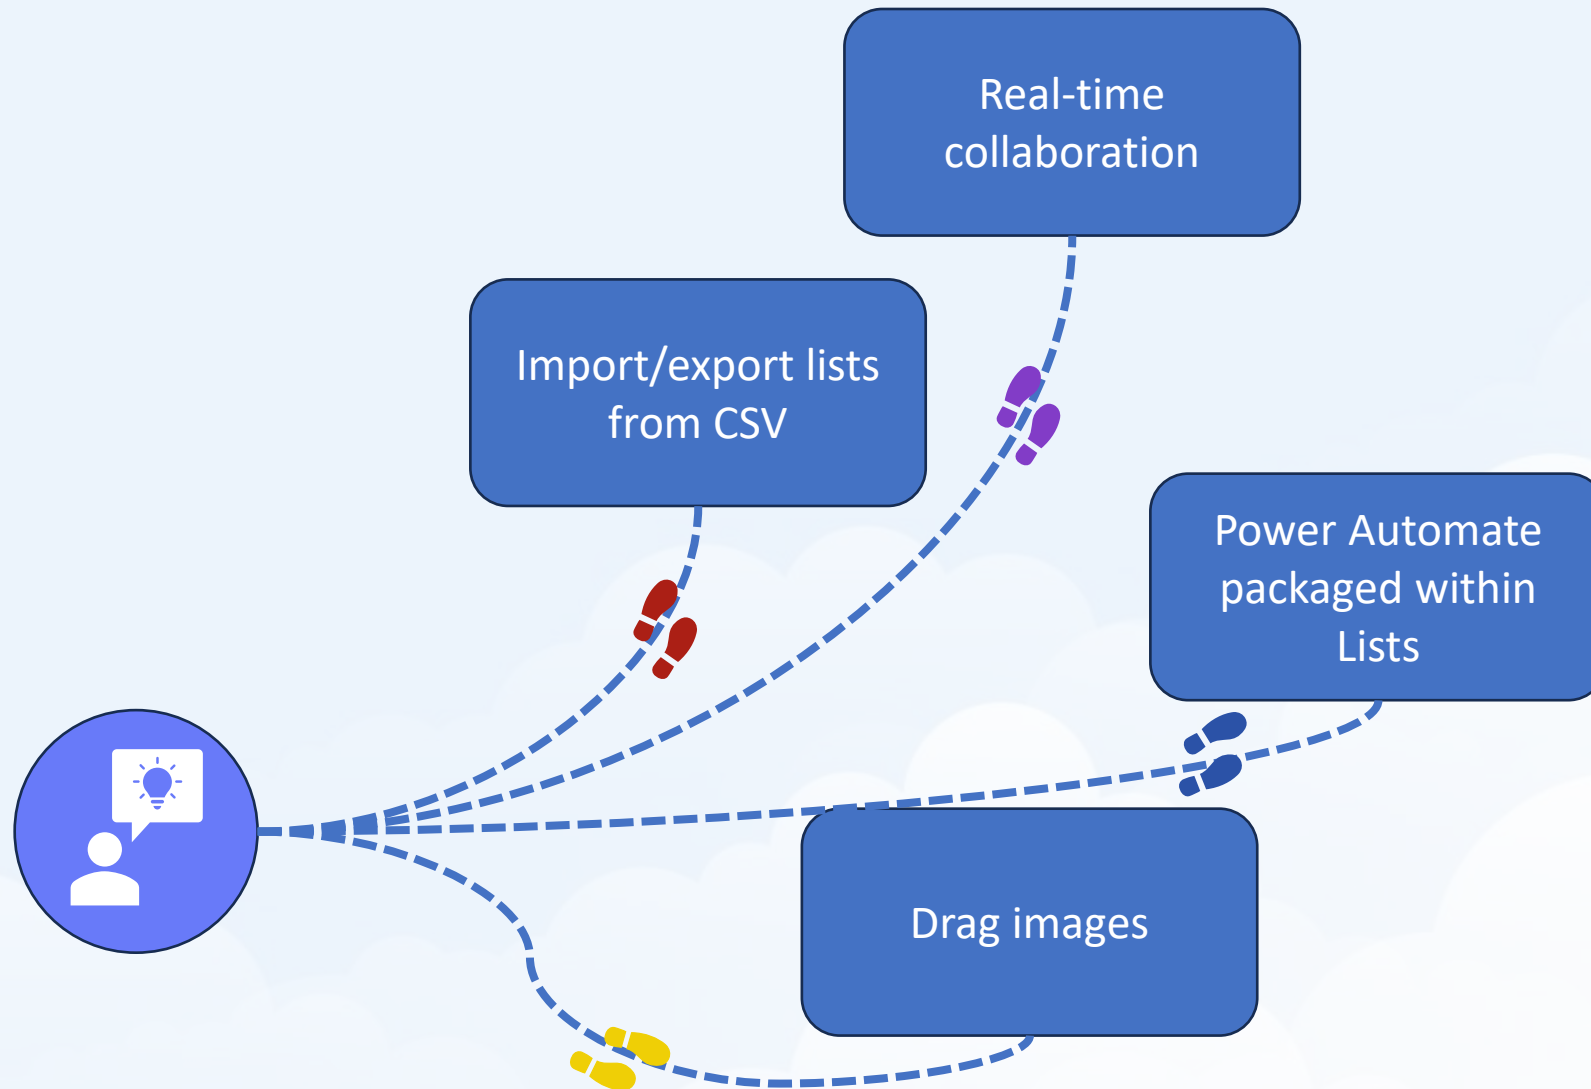 Real-time
collaboration
Import/export lists
from CSV
Power Automate
packaged within
Lists
Drag images